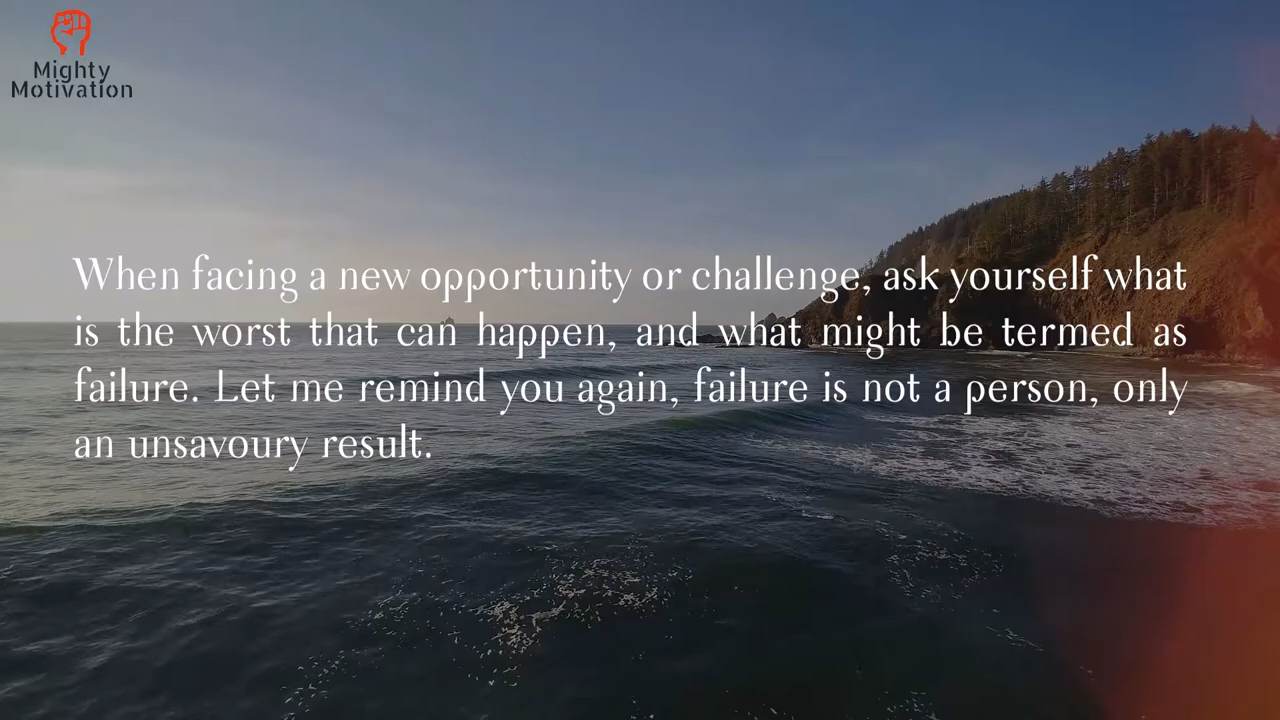 Mighty
Motivation
When facing a new opportunity or challenge, ask yourself what
is the worst that can happen, and what might be termed as
failure. Let me remind you again, failure is not a person, only
an unsavoury result.